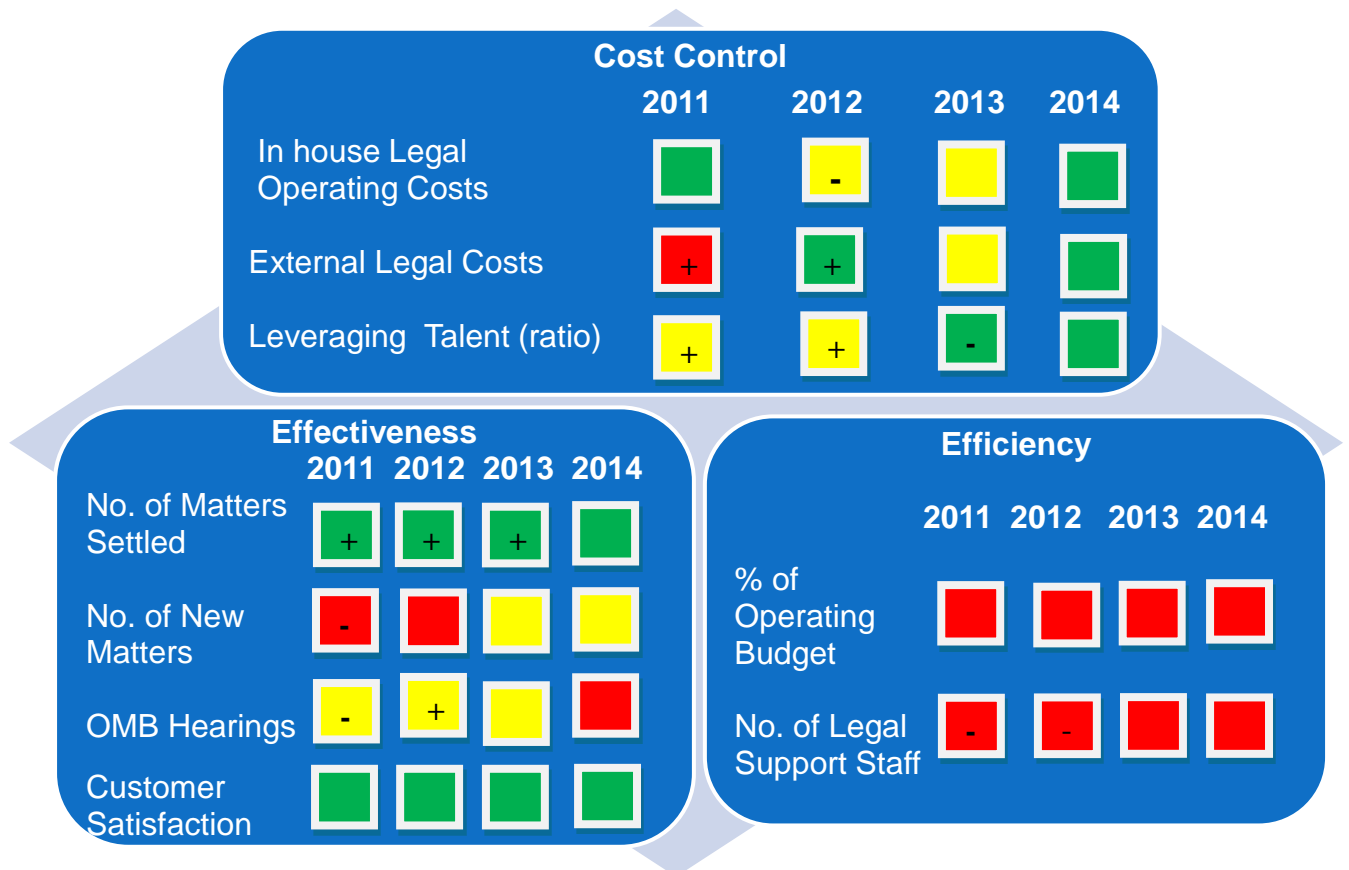 Cost Control
2011 2012 2013 2014
In house Legal
Operating Costs
-
External Legal Costs
+ +
Leveraging Talent (ratio)
+ + -
Effectiveness
2011 2012 2013 2014
No. of Matters
Settled
+ + +
No. of New
Matters
-
OMB Hearings
- +
Customer
Satisfaction
Efficiency
2011 2012 2013 2014
% of
Operating
Budget
No. of Legal
Support Staff
- -